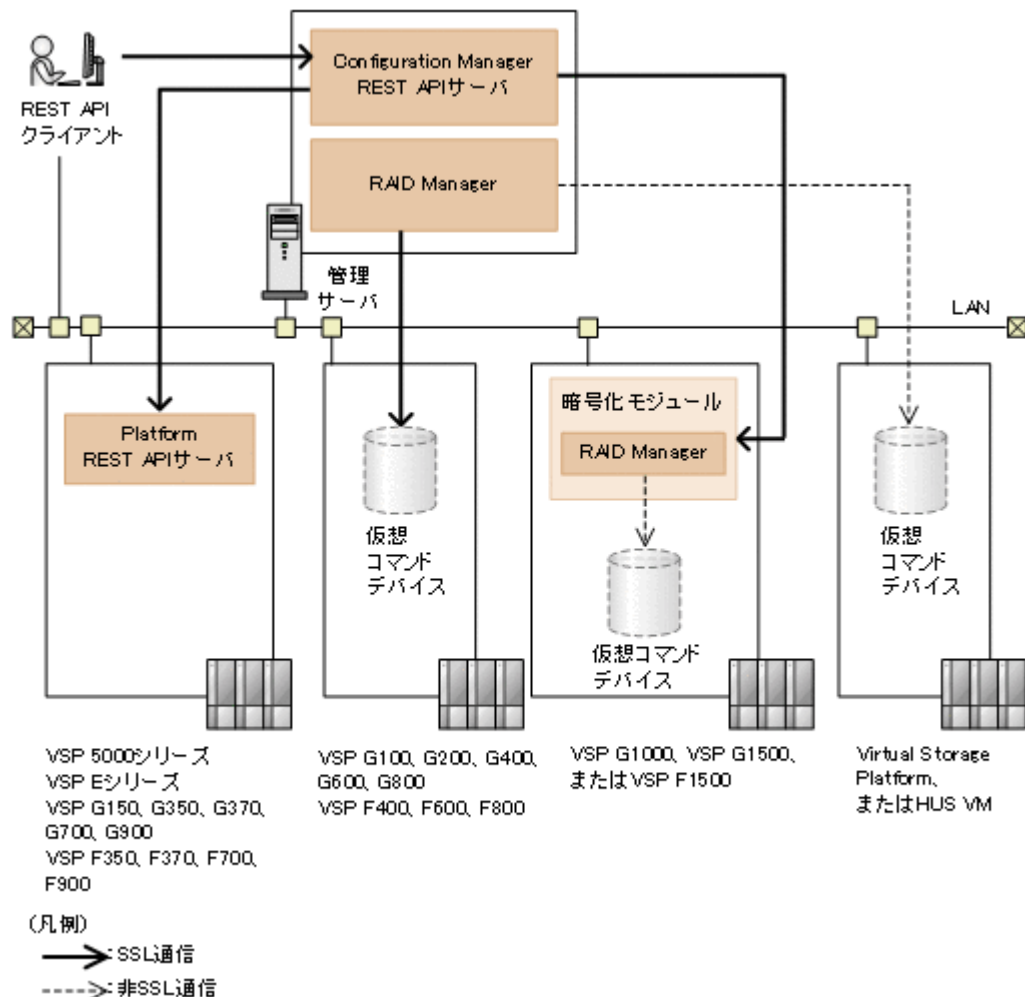 REST API
クライアント
Configuration Manager
REST APIサーバ
RAID Manager
管理
サーバ
LAN
Platform
REST APIサーバ
仮想
コマンド
デバイス
暗号化モジュール
RAID Manager
仮想コマンド
デバイス
仮想
コマンド
デバイス
VSP 5000シリーズ
VSP Eシリーズ
VSP G150、G350、G370、
G700、G900
VSP F350、F370、F700、
F900
VSP G100、G200、G400、
G600、G800
VSP F400、F600、F800
VSP G1000、VSP G1500、
またはVSP F1500
Virtual Storage
Platform、
またはHUS VM
(凡例)
:SSL通信
:非SSL通信